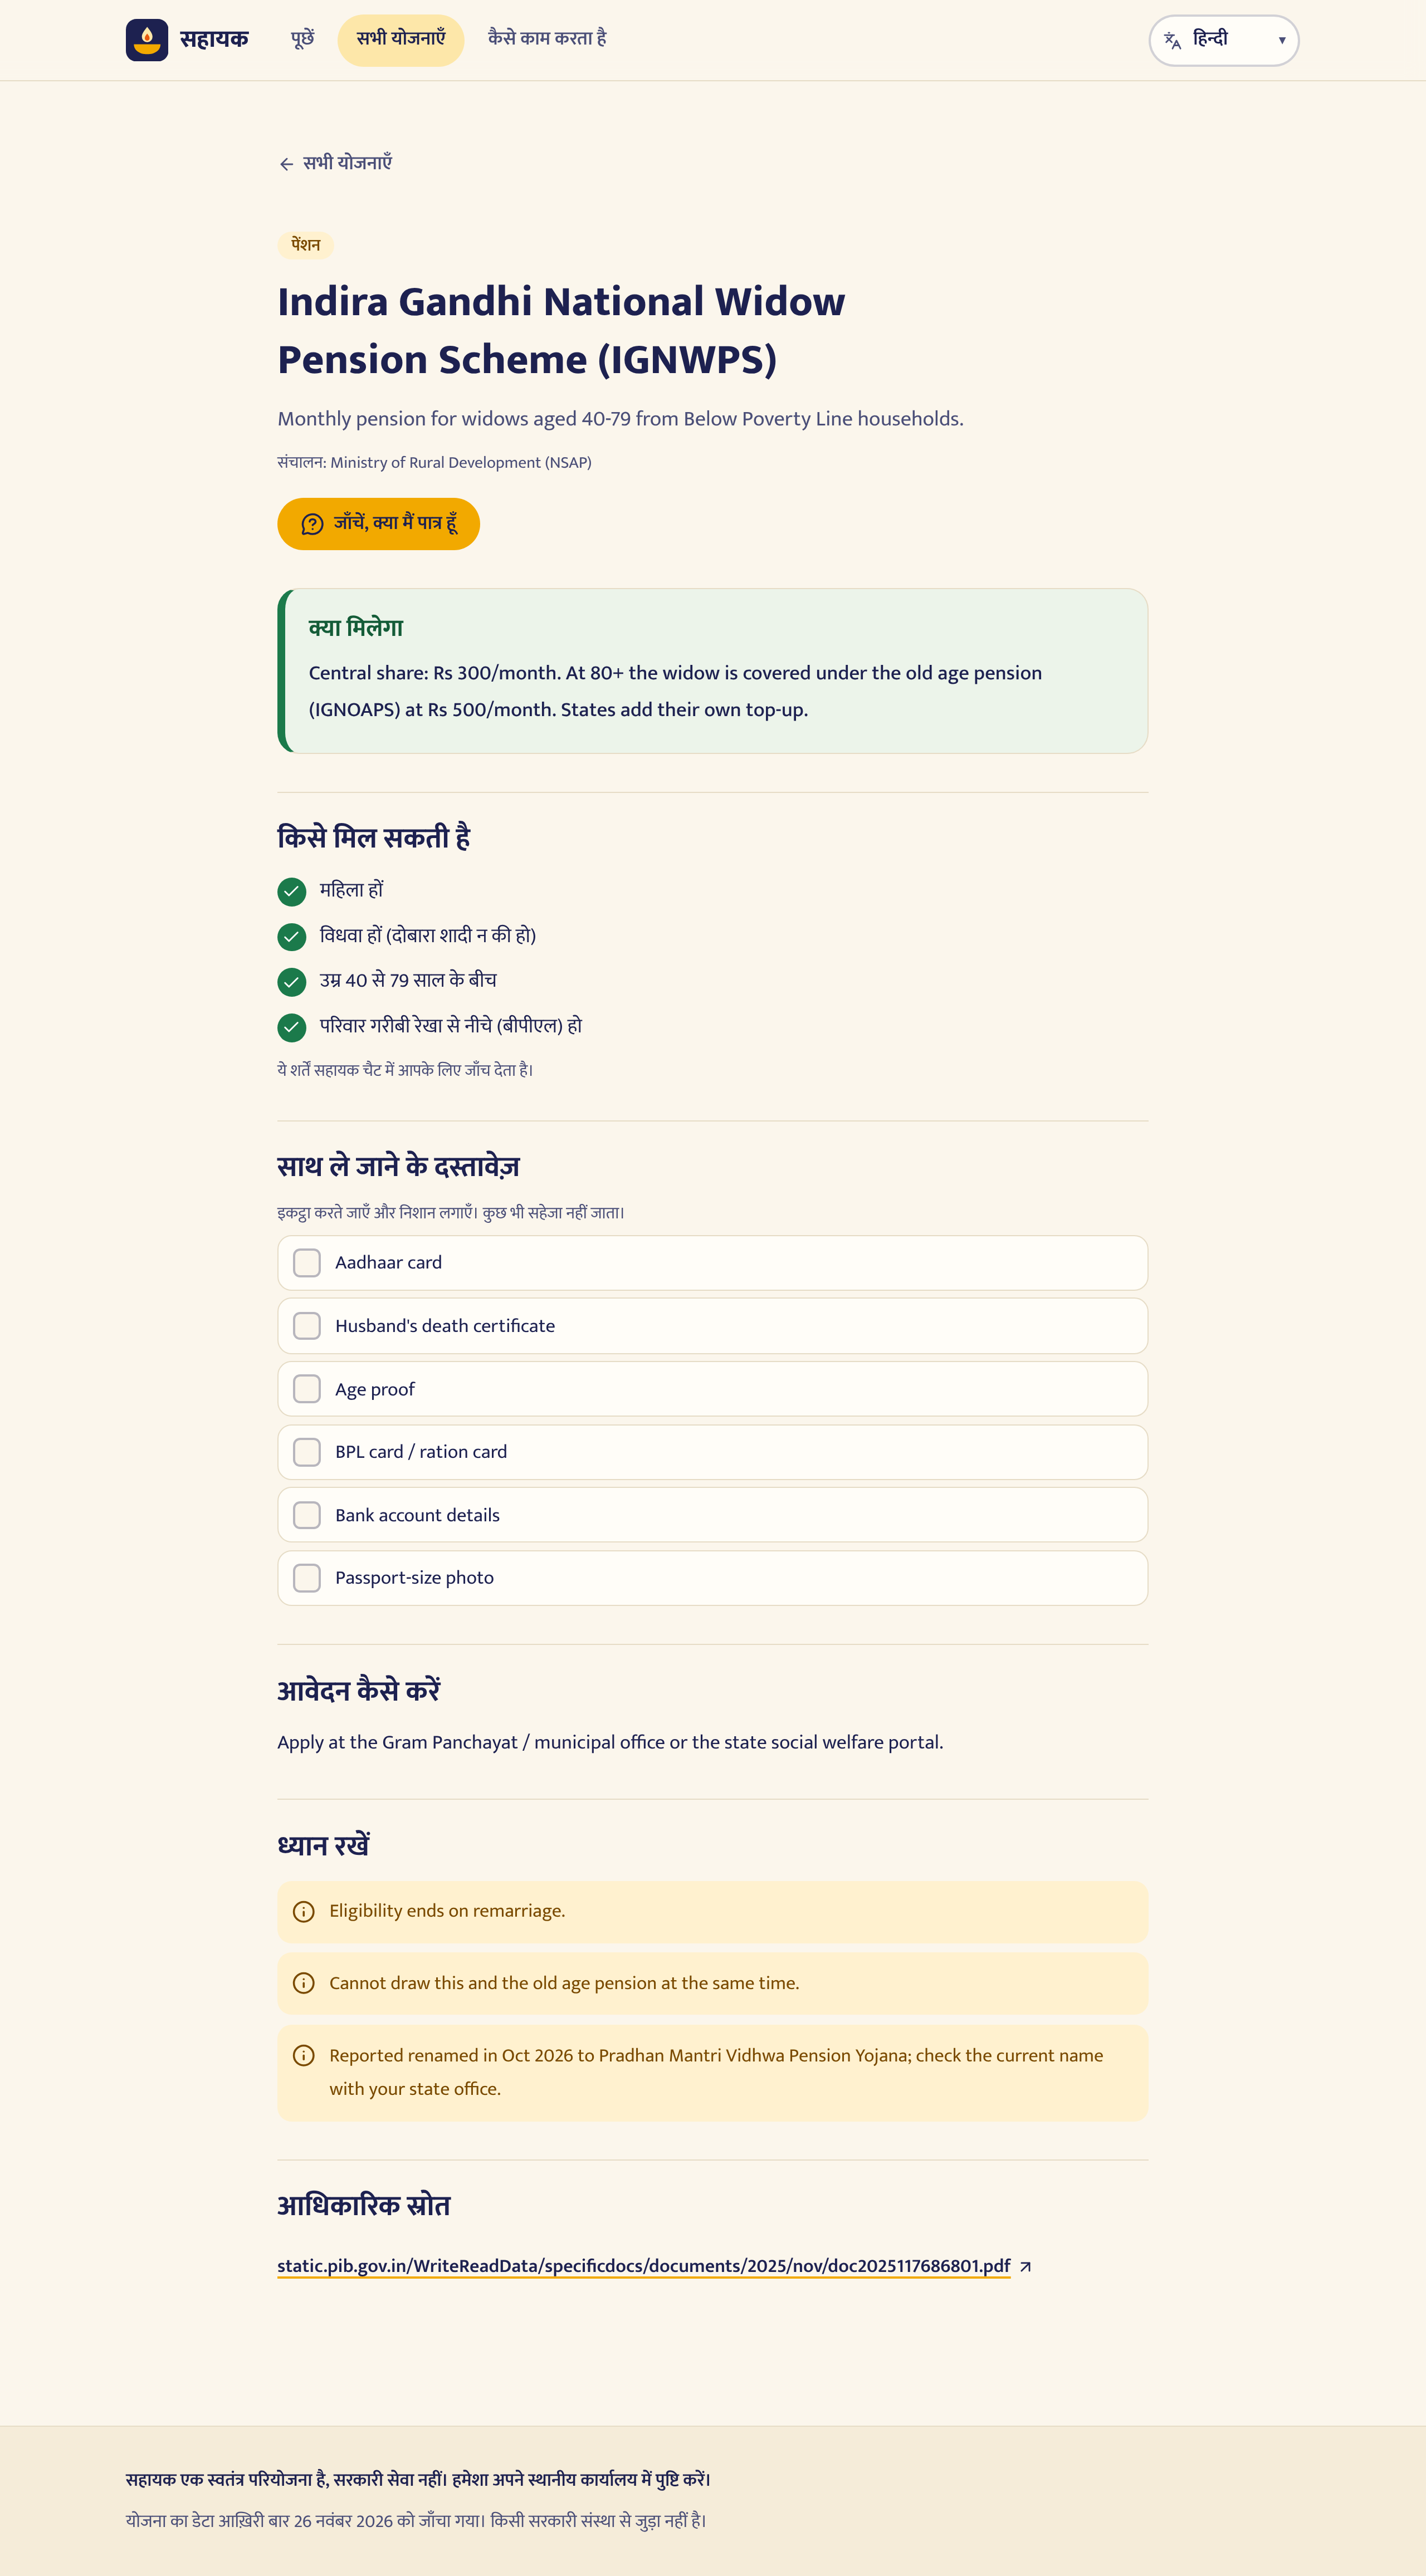 सहायक
पूछें
सभी योजनाएँ
कैसे काम करता है
हिन्दी
सभी योजनाएँ
पेंशन
Indira Gandhi National Widow
Pension Scheme (IGNWPS)
Monthly pension for widows aged 40-79 from Below Poverty Line households.
संचालन: Ministry of Rural Development (NSAP)
जाँचें, क्या मैं पात्र हूँ
क्या मिलेगा
Central share: Rs 300/month. At 80+ the widow is covered under the old age pension
(IGNOAPS) at Rs 500/month. States add their own top-up.
किसे मिल सकती है
महिला हों
विधवा हों (दोबारा शादी न की हो)
उम्र 40 से 79 साल के बीच
परिवार गरीबी रेखा से नीचे (बीपीएल) हो
ये शर्तें सहायक चैट में आपके लिए जाँच देता है।
साथ ले जाने के दस्तावेज़
इकट्ठा करते जाएँ और निशान लगाएँ। कुछ भी सहेजा नहीं जाता।
Aadhaar card
Husband's death certificate
Age proof
BPL card / ration card
Bank account details
Passport-size photo
आवेदन कैसे करें
Apply at the Gram Panchayat / municipal office or the state social welfare portal.
ध्यान रखें
Eligibility ends on remarriage.
Cannot draw this and the old age pension at the same time.
Reported renamed in Oct 2026 to Pradhan Mantri Vidhwa Pension Yojana; check the current name
with your state office.
आधिकारिक स्रोत
static.pib.gov.in/WriteReadData/specificdocs/documents/2025/nov/doc2025117686801.pdf
सहायक एक स्वतंत्र परियोजना है, सरकारी सेवा नहीं। हमेशा अपने स्थानीय कार्यालय में पुष्टि करें।
योजना का डेटा आख़िरी बार 26 नवंबर 2026 को जाँचा गया। किसी सरकारी संस्था से जुड़ा नहीं है।